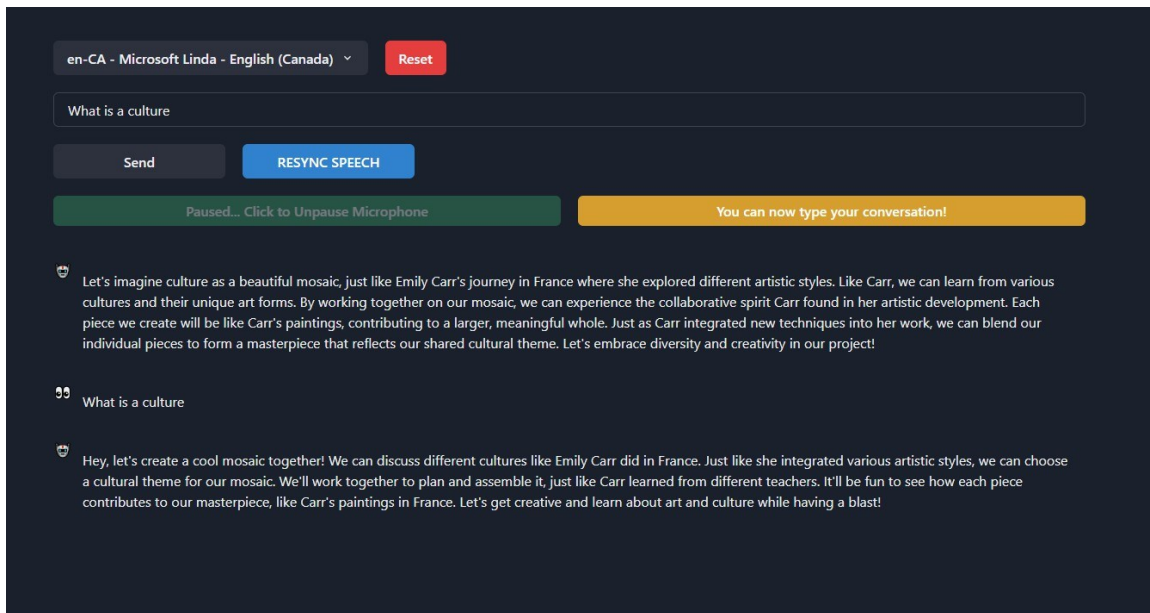 en-CA - Microsoft Linda - English (Canada)
Reset
What is a culture
Send
RESYNC SPEECH
Paused... Click to Unpause Microphone
You can now type your conversation!
Let's imagine culture as a beautiful mosaic, just like Emily Carr's journey in France where she explored different artistic styles. Like Carr, we can learn from various
cultures and their unique art forms. By working together on our mosaic, we can experience the collaborative spirit Carr found in her artistic development. Each
piece we create will be like Carr's paintings, contributing to a larger, meaningful whole. Just as Carr integrated new techniques into her work, we can blend our
individual pieces to form a masterpiece that reflects our shared cultural theme. Let's embrace diversity and creativity in our project!
What is a culture
Hey, let's create a cool mosaic together! We can discuss different cultures like Emily Carr did in France. Just like she integrated various artistic styles, we can choose
a cultural theme for our mosaic. We'll work together to plan and assemble it, just like Carr learned from different teachers. It'll be fun to see how each piece
contributes to our masterpiece, like Carr's paintings in France. Let's get creative and learn about art and culture while having a blast!